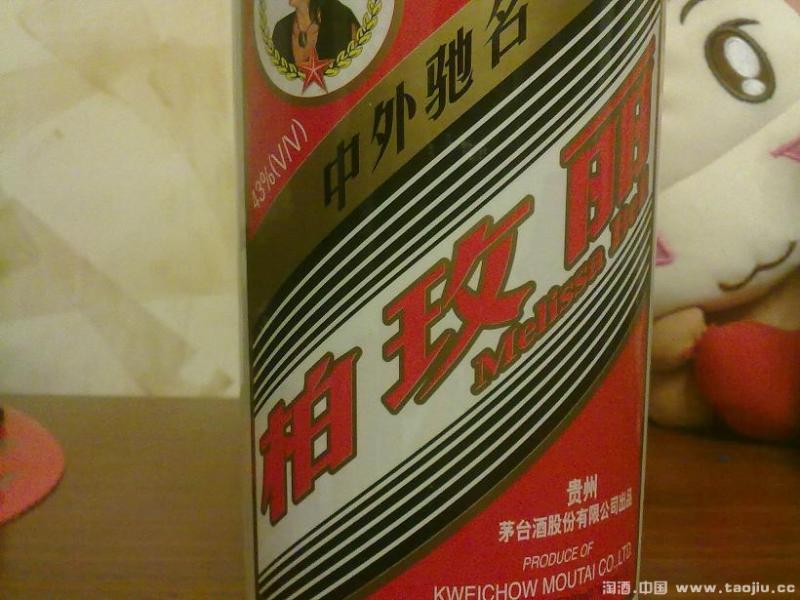 中外驰名
43%(V/V)
柏玫丽
Melissa
贵州
茅台酒股份有限公司出品
PRODUCE OF
KWEICHOW MOUTAI CO.,LTD.
淘酒.中国 www.taojiu.cc